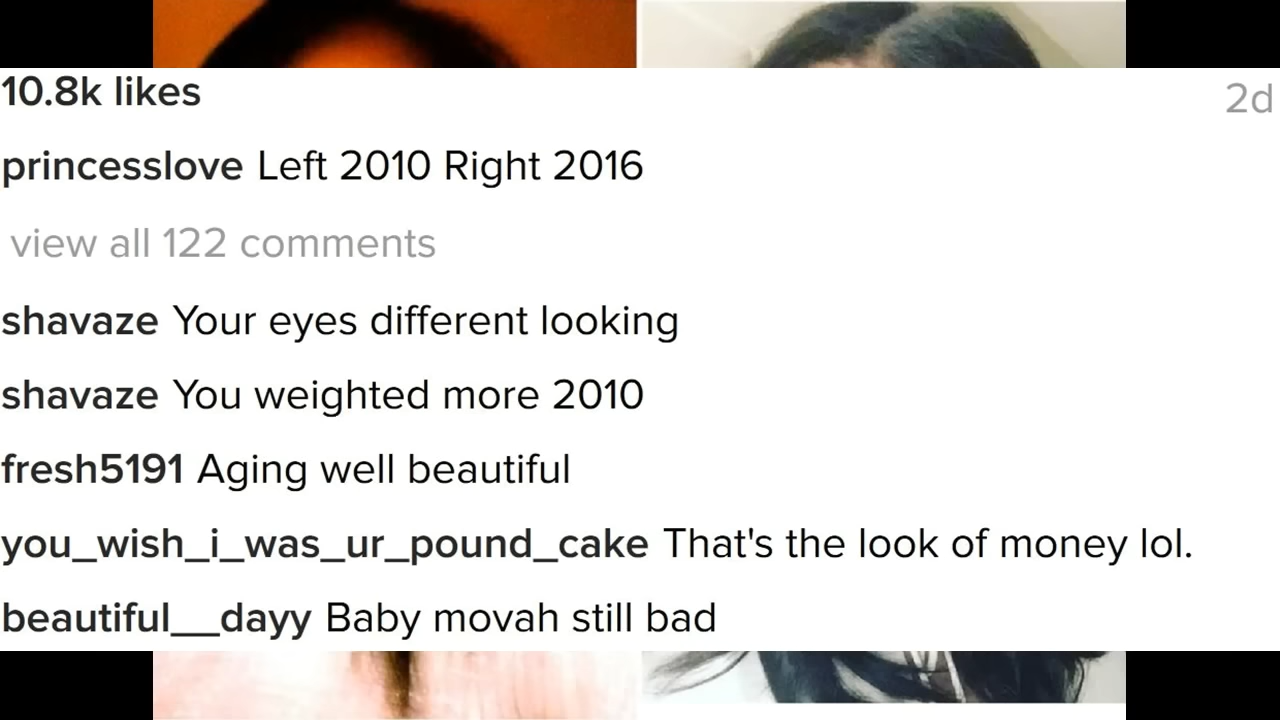 10.8k likes
2d
princesslove Left 2010 Right 2016
view all 122 comments
shavaze Your eyes different looking
shavaze You weighted more 2010
fresh5191 Aging well beautiful
you_wish_i_was_ur_pound_cake That's the look of money lol.
beautiful__dayy Baby movah still bad